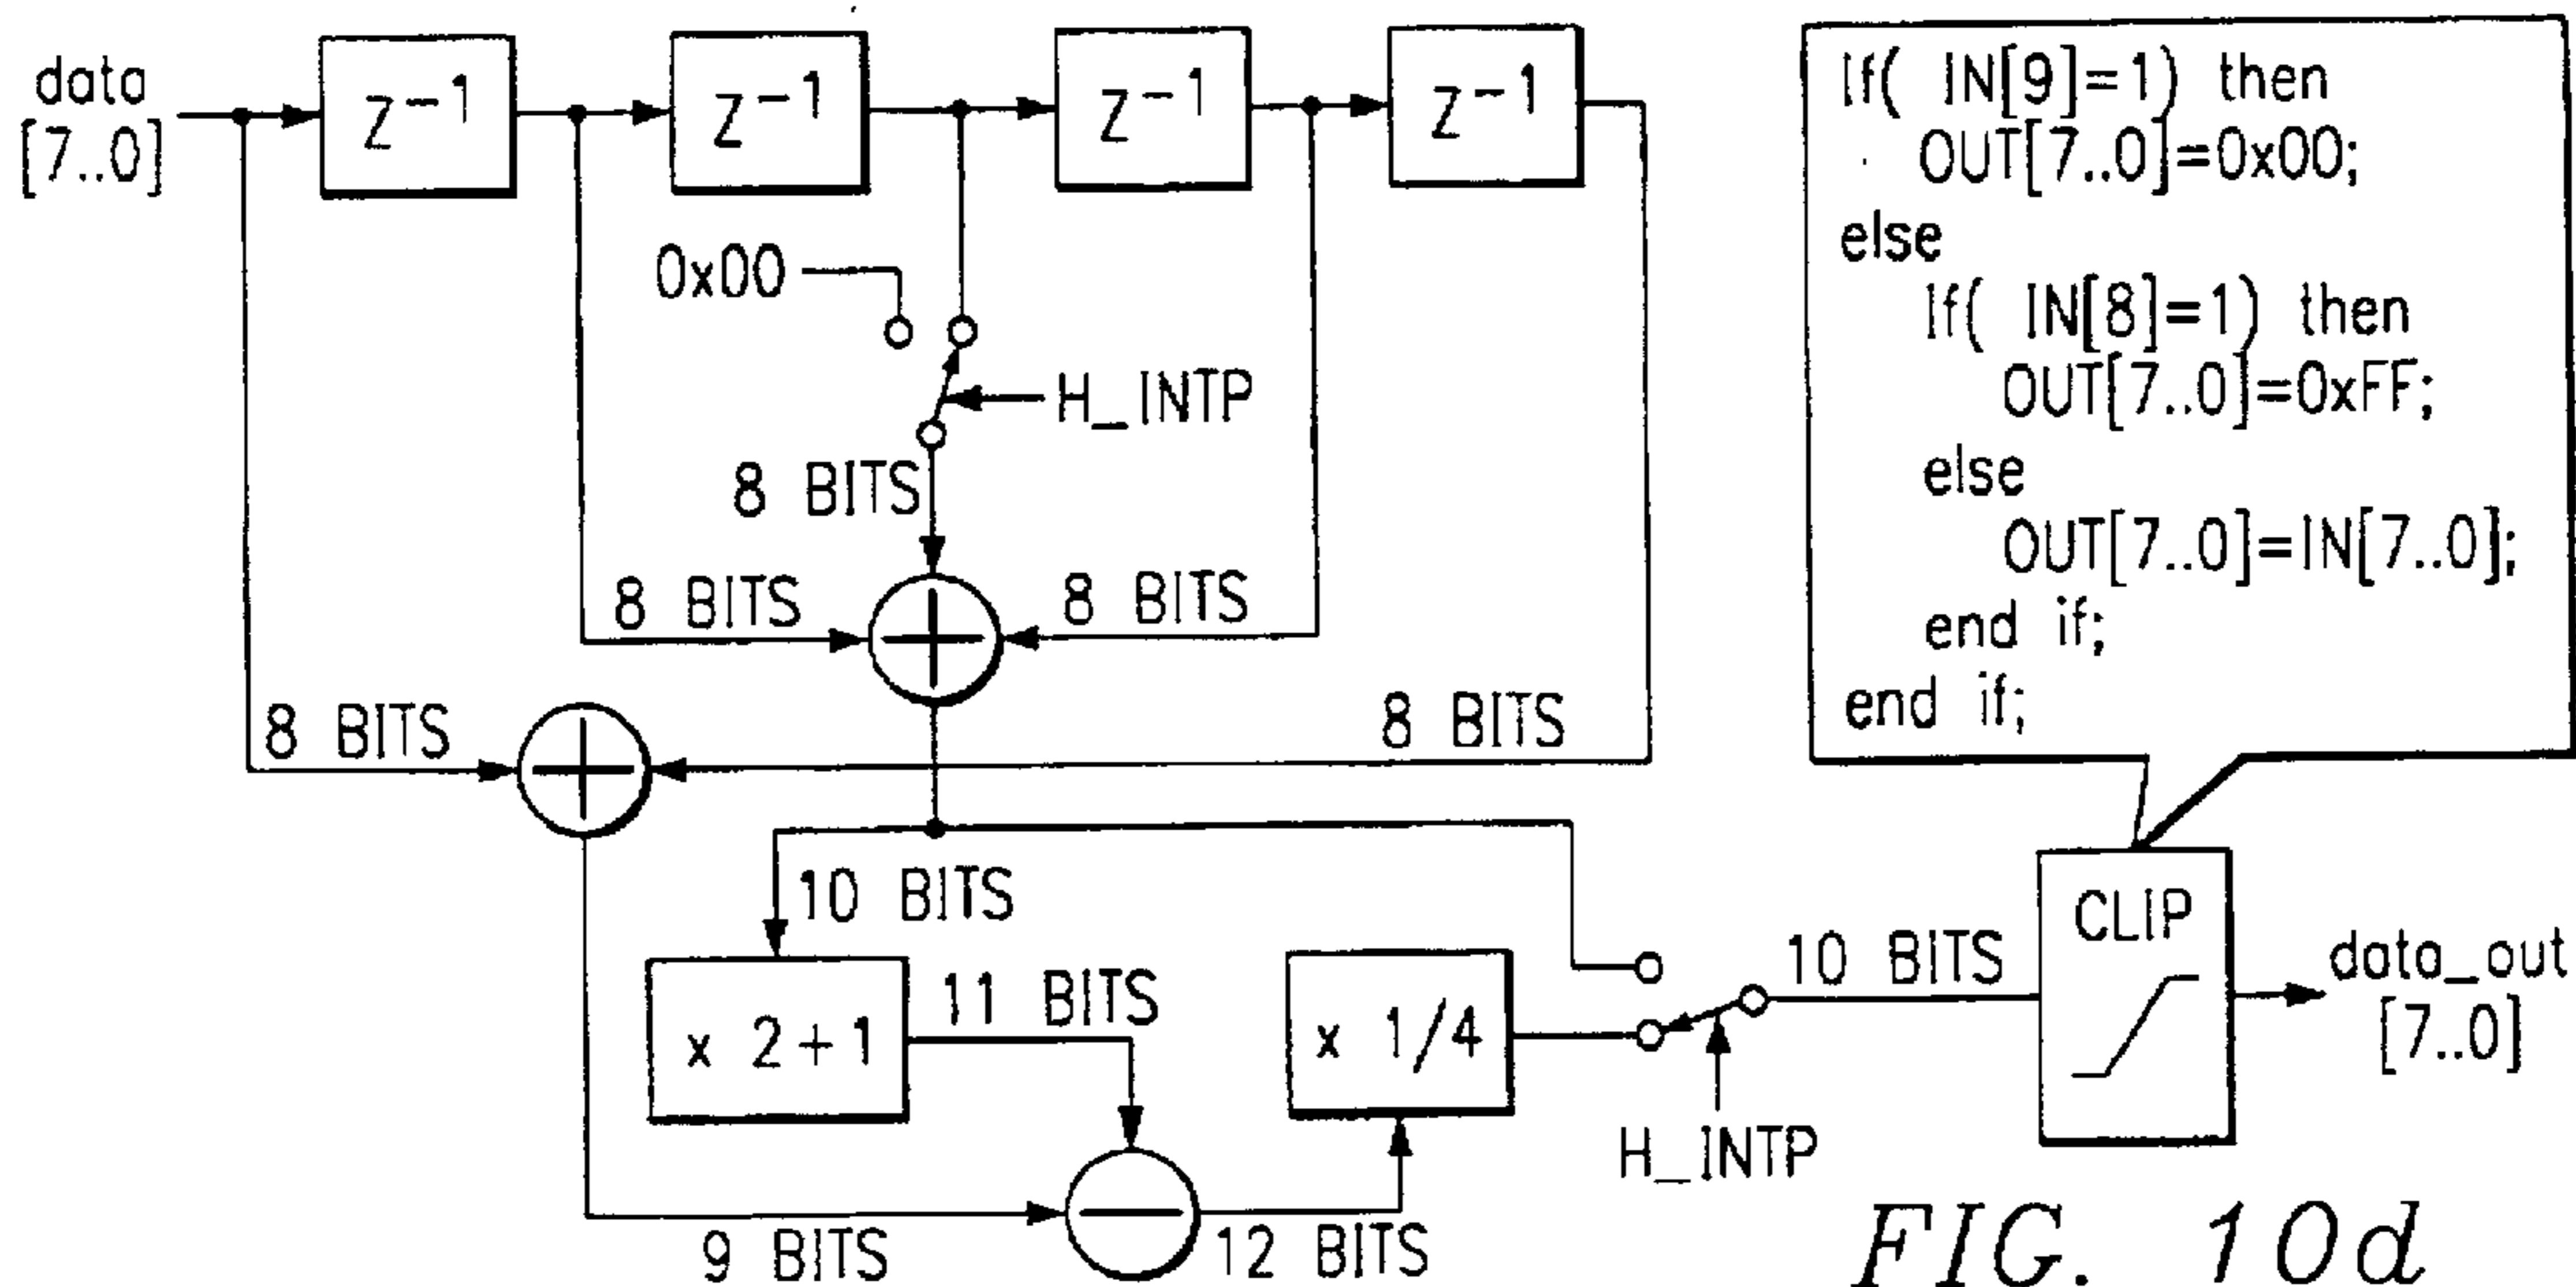 data
[7..0]
Z-1
Z-1
Z-1
Z-1
0x00
H_INTP
8 BITS
8 BITS
8 BITS
8 BITS
8 BITS
10 BITS
x 2+1
11 BITS
9 BITS
12 BITS
x 1/4
H_INTP
10 BITS
CLIP
data_out
[7..0]
If( IN[9]=1) then
OUT[7..0]=0x00;
else
If( IN[8]=1) then
OUT[7..0]=0xFF;
else
OUT[7..0]=IN[7..0];
end if;
end if;
FIG. 10d